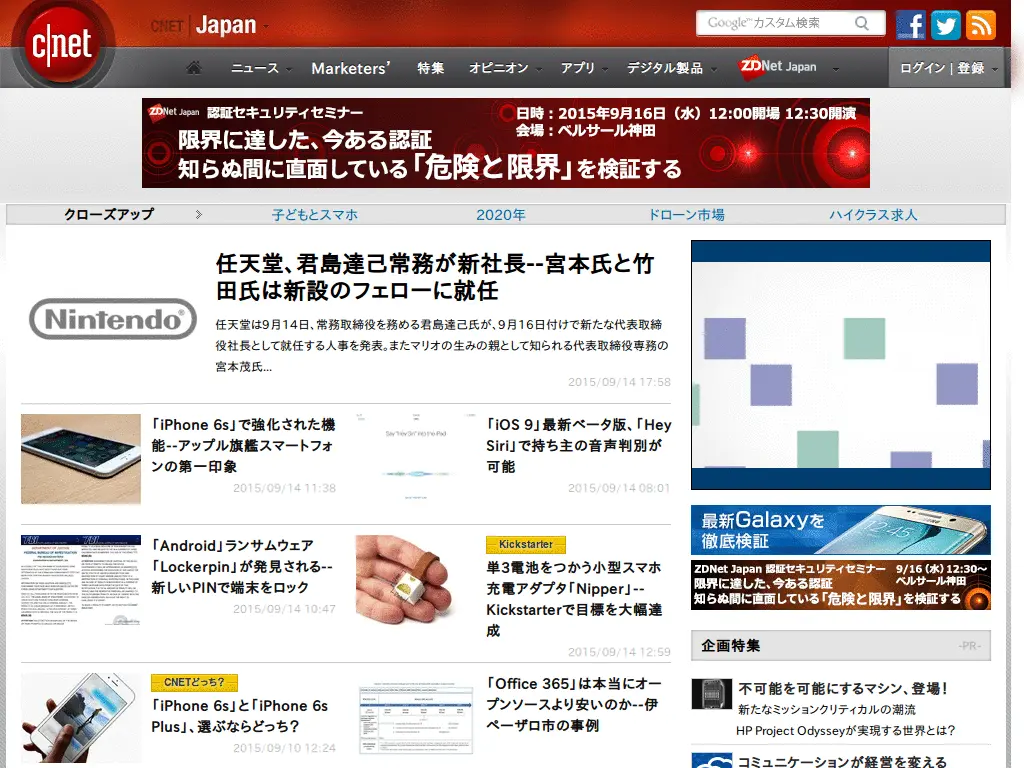 c|net
CNET Japan
Google™カスタム検索
ニュース
Marketers’
特集
オピニオン
アプリ
デジタル製品
ZDNet Japan
ログイン | 登録
ZDNet Japan 認証セキュリティセミナー
日時:2015年9月16日(水)12:00開場 12:30開演
会場:ベルサール神田
限界に達した、今ある認証
知らぬ間に直面している「危険と限界」を検証する
クローズアップ
子どもとスマホ
2020年
ドローン市場
ハイクラス求人
Nintendo
任天堂、君島達己常務が新社長--宮本氏と竹
田氏は新設のフェローに就任
任天堂は9月14日、常務取締役を務める君島達己氏が、9月16日付けで新たな代表取締
役社長として就任する人事を発表。またマリオの生みの親として知られる代表取締役専務の
宮本茂氏...
2015/09/14 17:58
「iPhone 6s」で強化された機
能--アップル旗艦スマートフォ
ンの第一印象
2015/09/14 11:38
Say "Hey Siri" into the iPad
「iOS 9」最新ベータ版、「Hey
Siri」で持ち主の音声判別が
可能
2015/09/14 08:01
「Android」ランサムウェア
「Lockerpin」が発見される--
新しいPINで端末をロック
2015/09/14 10:47
Kickstarter
単3電池をつかう小型スマホ
充電アダプタ「Nipper」--
Kickstarterで目標を大幅達
成
2015/09/14 12:59
CNETどっち?
「iPhone 6s」と「iPhone 6s
Plus」、選ぶならどっち?
2015/09/10 12:24
「Office 365」は本当にオー
プンソースより安いのか--伊
ペーザロ市の事例
最新Galaxyを
徹底検証
ZDNet Japan 認証セキュリティセミナー 9/16(水)12:30〜
限界に達した、今ある認証 ベルサール神田
知らぬ間に直面している「危険と限界」を検証する
企画特集
-PR-
不可能を可能にするマシン、登場!
新たなミッションクリティカルの潮流
HP Project Odysseyが実現する世界とは?
コミュニケーションが経営を変える